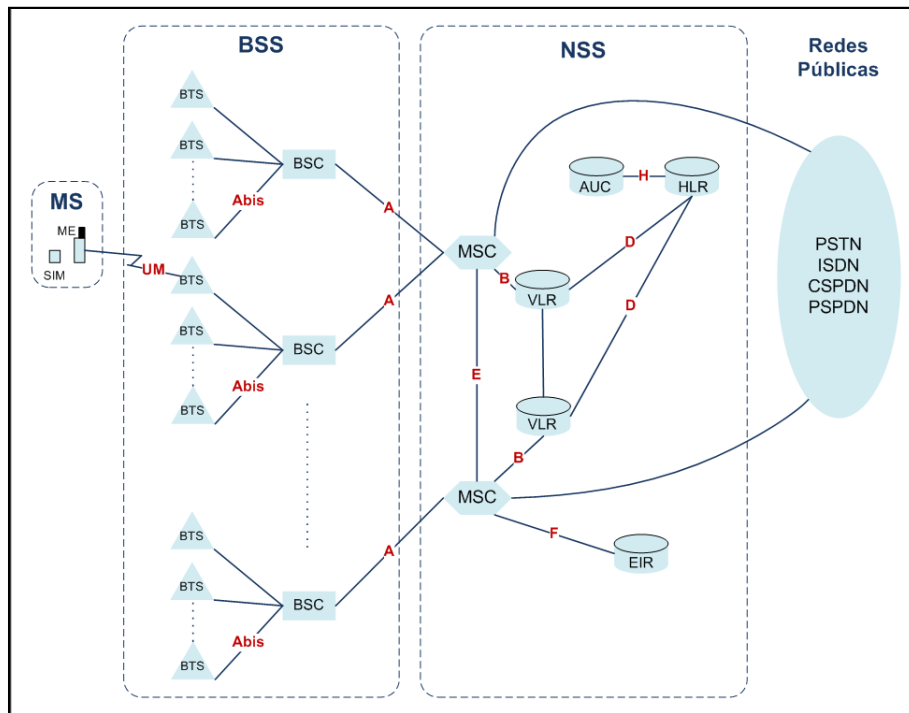 BSS
NSS
Redes
Públicas
BTS
BTS
BSC
Abis
BTS
A
MS
ME
SIM
UM
BTS
BTS
BSC
Abis
BTS
A
AUC
H
HLR
MSC
B
VLR
D
D
E
VLR
B
MSC
F
EIR
PSTN
ISDN
CSPDN
PSPDN
BTS
BTS
BSC
Abis
BTS
A